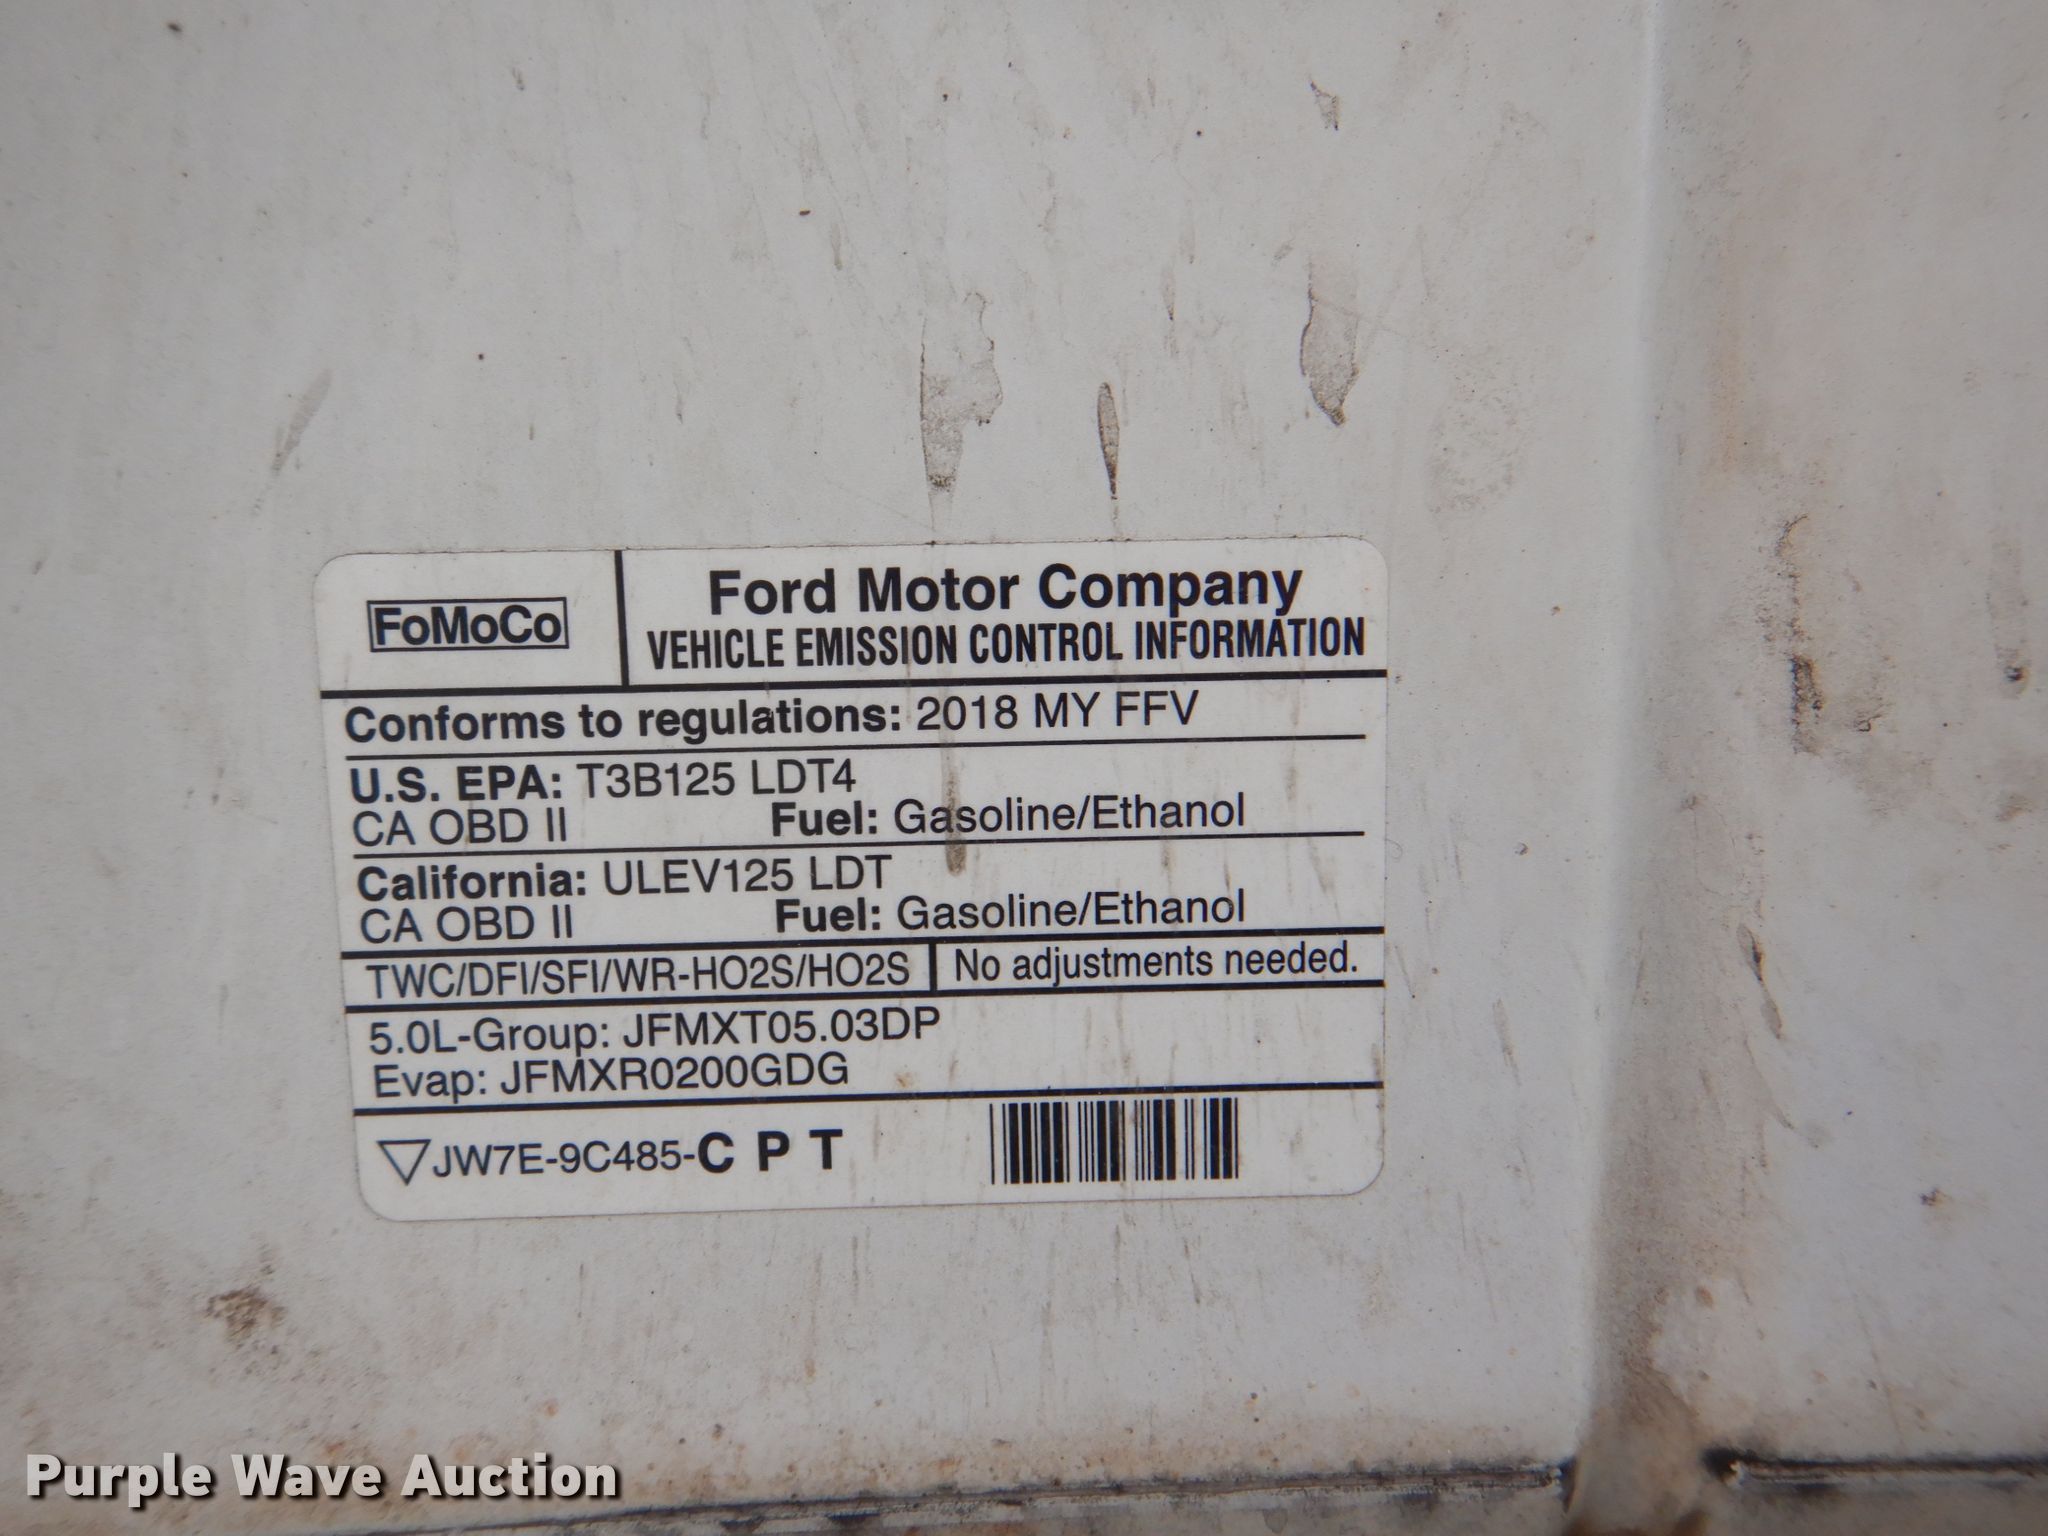 FoMoCo
Ford Motor Company
VEHICLE EMISSION CONTROL INFORMATION
Conforms to regulations: 2018 MY FFV
U.S. EPA: T3B125 LDT4
CA OBD II Fuel: Gasoline/Ethanol
California: ULEV125 LDT
CA OBD II Fuel: Gasoline/Ethanol
TWC/DFI/SFI/WR-HO2S/HO2S No adjustments needed.
5.0L-Group: JFMXT05.03DP
Evap: JFMXR0200GDG
JW7E-9C485-C P T
Purple Wave Auction